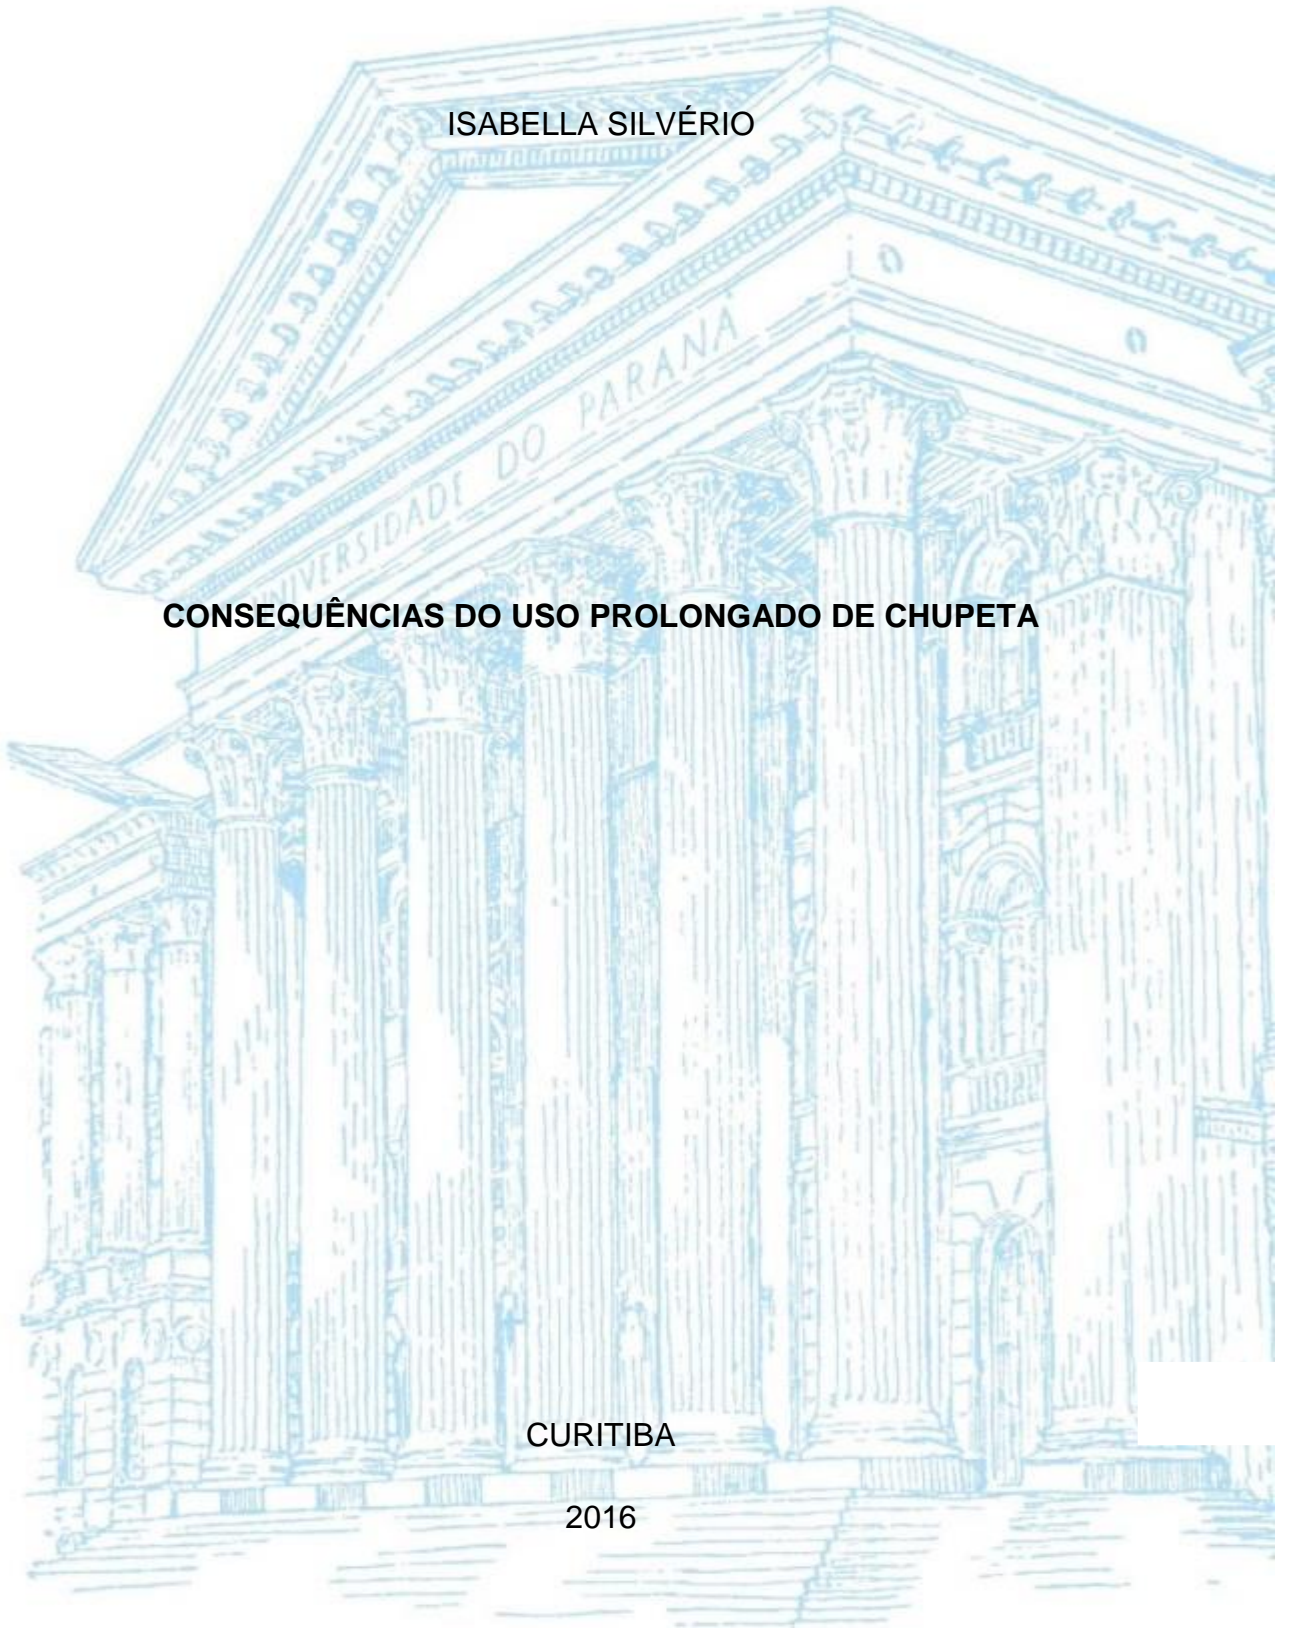 ISABELLA SILVÉRIO
UNIVERSIDADE DO PARANÁ
CONSEQUÊNCIAS DO USO PROLONGADO DE CHUPETA
CURITIBA
2016